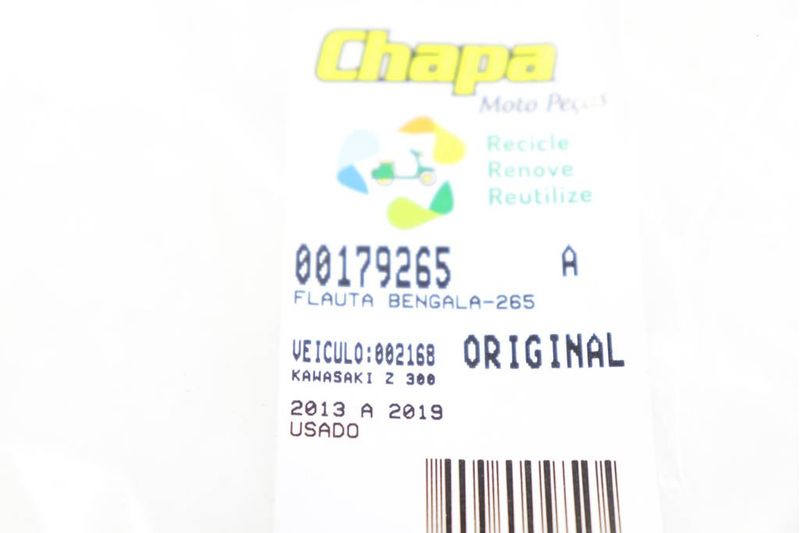 Chapa
Moto Peças
Recicle
Renove
Reutilize
00179265 A
FLAUTA BENGALA-265
VEICULO:002168 ORIGINAL
KAWASAKI Z 300
2013 A 2019
USADO